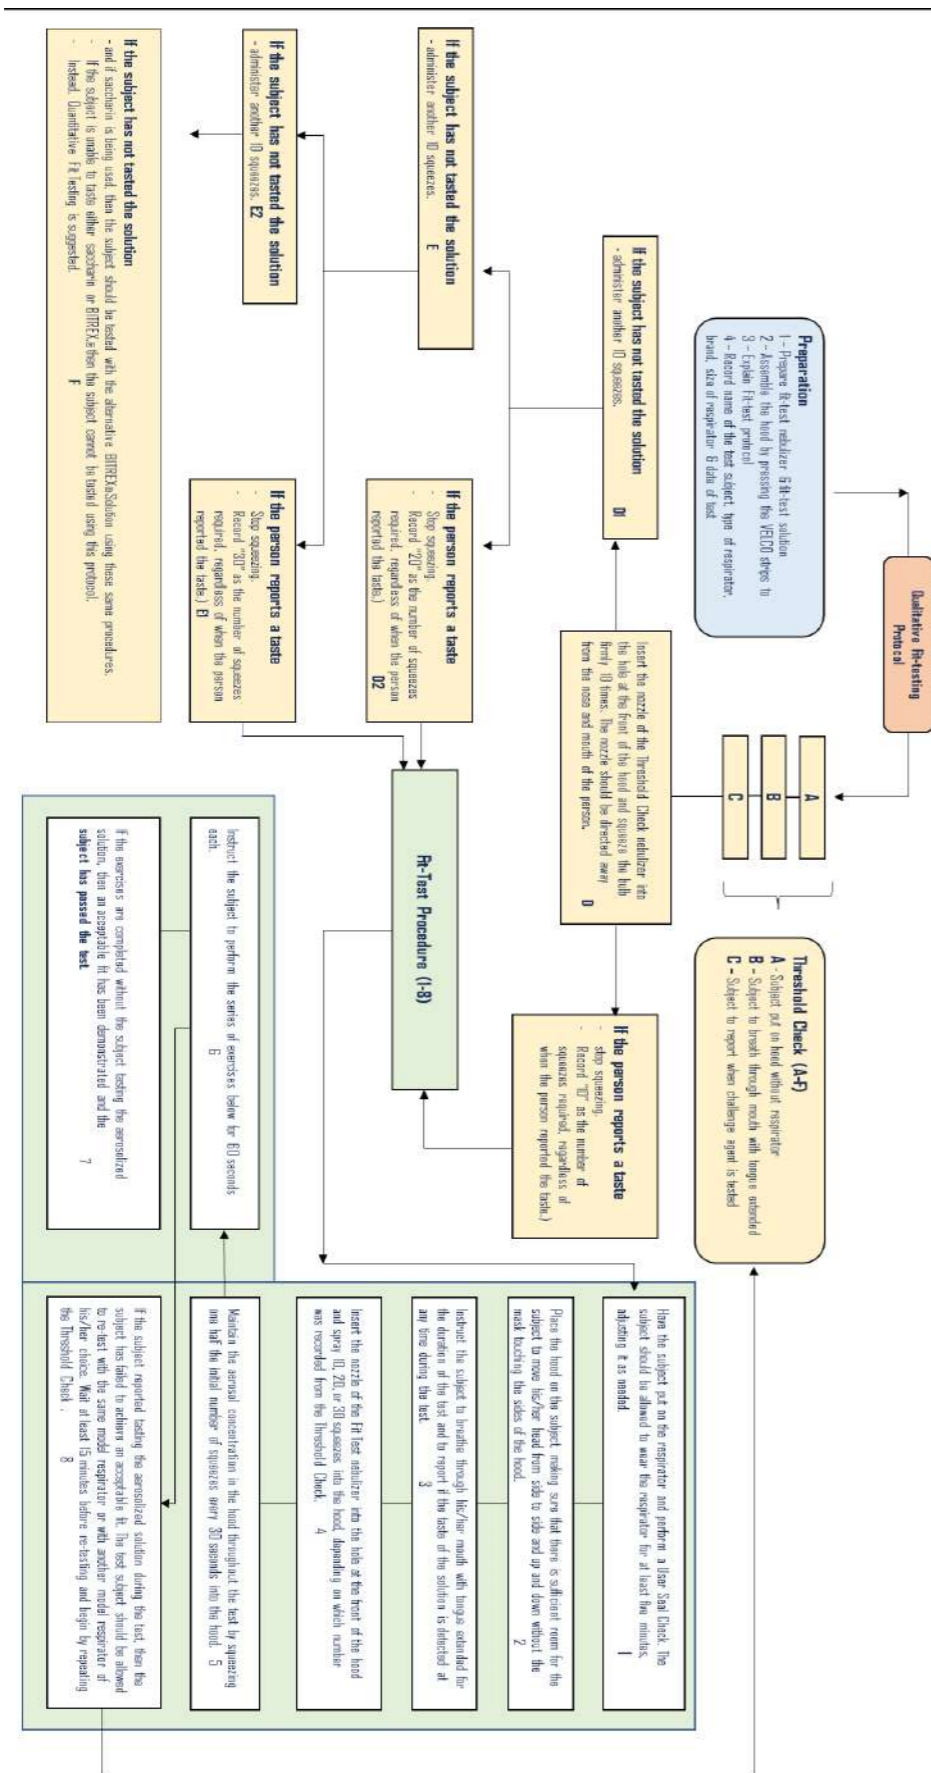 Qualitative Fit-testing
Protocol
Preparation
1 - Prepare fit-test nebulizer & fit-test solution
2 - Assemble the hood by pressing the VELCO strips to
3 - Explain Fit-test protocol
4 - Record name of the test subject, type of respirator,
brand, size of respirator & date of test
A
B
C
Threshold Check (A-F)
A - Subject put on hood without respirator
B - Subject to breath through mouth with tongue extended
C - Subject to report when challenge agent is tested
Insert the nozzle of the Threshold Check nebulizer into
the hole at the front of the hood and squeeze the bulb
firmly 10 times. The nozzle should be directed away
from the nose and mouth of the person. D
If the subject has not tasted the solution
- administer another 10 squeezes.
D1
If the person reports a taste
- stop squeezing.
- Record "10" as the number of
squeezes required, regardless of
when the person reported the taste.)
If the subject has not tasted the solution
- administer another 10 squeezes.
E
If the person reports a taste
- Stop squeezing.
- Record "20" as the number of squeezes
required, regardless of when the person
reported the taste.) D2
If the subject has not tasted the solution
- administer another 10 squeezes. E2
If the person reports a taste
- Stop squeezing.
- Record "30" as the number of squeezes
required, regardless of when the person
reported the taste.) E1
If the subject has not tasted the solution
- and if saccharin is being used, then the subject should be tested with the alternative BITREX® Solution using these same procedures.
- If the subject is unable to taste either saccharin or BITREX® then the subject cannot be tasted using this protocol.
- Instead, Quantitative Fit Testing is suggested. F
Fit-Test Procedure (1-8)
Have the subject put on the respirator and perform a User Seal Check. The
subject should be allowed to wear the respirator for at least five minutes,
adjusting it as needed. 1
Place the hood on the subject, making sure that there is sufficient room for the
subject to move his/her head from side to side and up and down without the
mask touching the sides of the hood. 2
Instruct the subject to breathe through his/her mouth with tongue extended for
the duration of the test and to report if the taste of the solution is detected at
any time during the test. 3
Insert the nozzle of the Fit Test nebulizer into the hole at the front of the hood
and spray 10, 20, or 30 squeezes into the hood, depending on which number
was recorded from the Threshold Check. 4
Maintain the aerosol concentration in the hood throughout the test by squeezing
one half the initial number of squeezes every 30 seconds into the hood. 5
Instruct the subject to perform the series of exercises below for 60 seconds
each. 6
If the exercises are completed without the subject tasting the aerosolized
solution, then an acceptable fit has been demonstrated and the
subject has passed the test. 7
If the subject reported tasting the aerosolized solution during the test, then the
subject has failed to achieve an acceptable fit. The test subject should be allowed
to re-test with the same model respirator or with another model respirator of
his/her choice. Wait at least 15 minutes before re-testing and begin by repeating
the Threshold Check . 8